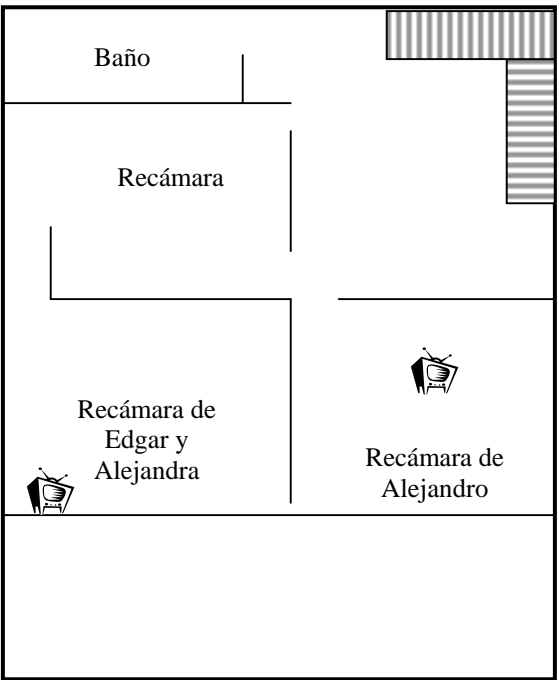 Baño
Recámara
Recámara de
Edgar y
Alejandra
Recámara de
Alejandro